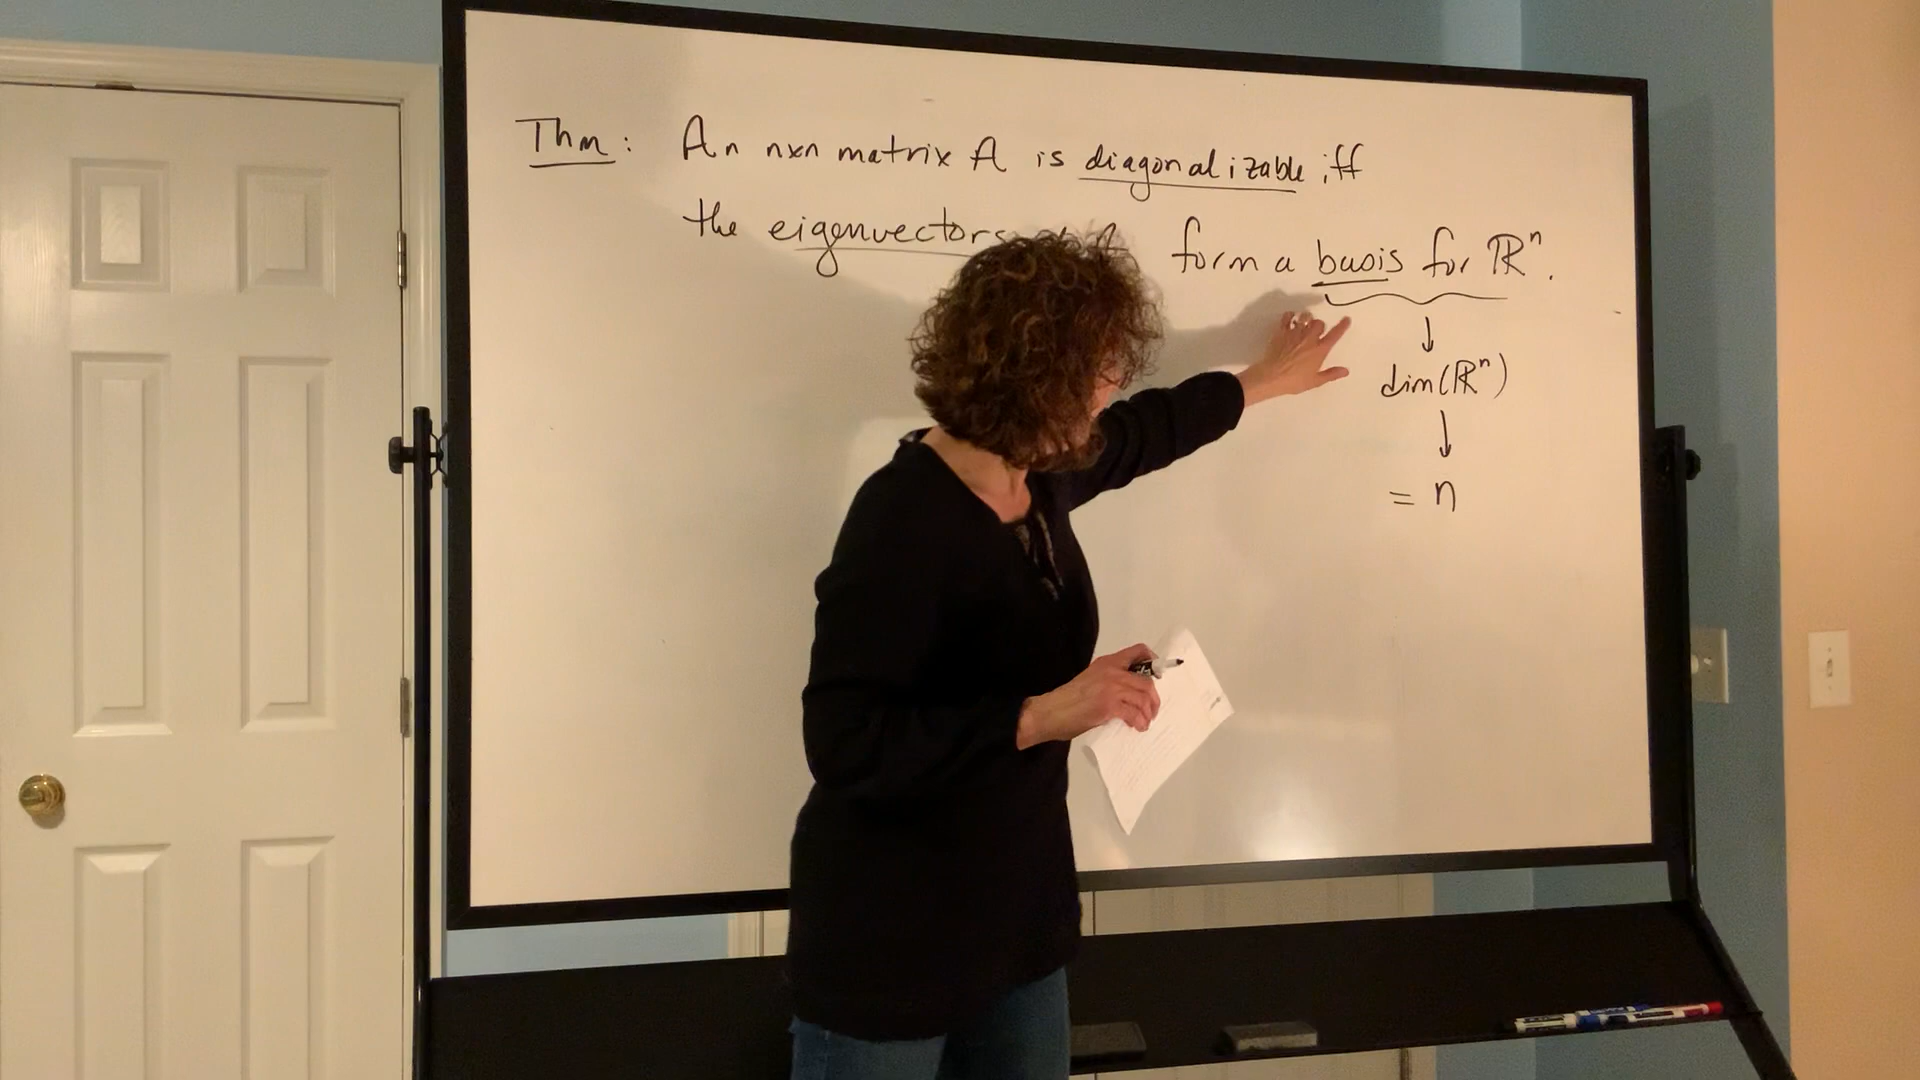 Thm: An nxn matrix A is diagonalizable iff
the eigenvectors form a basis for ℝⁿ.
↓
dim(ℝⁿ)
↓
= n